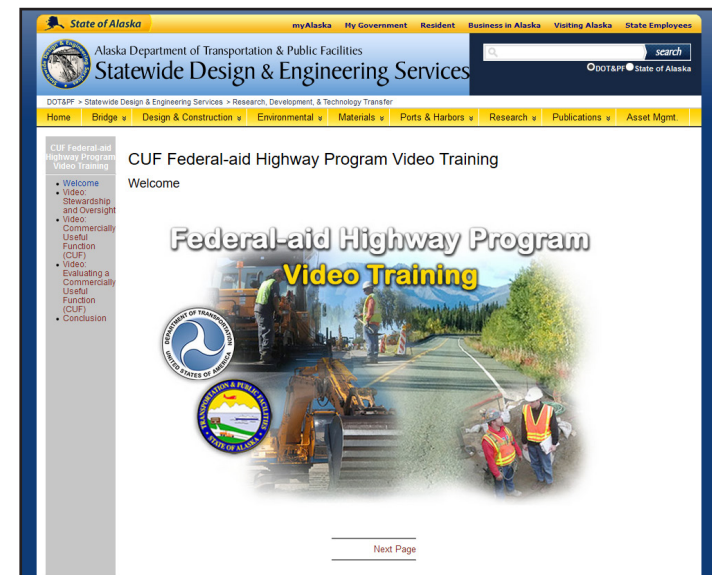 State of Alaska
myAlaska My Government Resident Business in Alaska Visiting Alaska State Employees
Alaska Department of Transportation & Public Facilities
Statewide Design & Engineering Services
search
DOT&PF State of Alaska
DOT&PF > Statewide Design & Engineering Services > Research, Development, & Technology Transfer
Home Bridge Design & Construction Environmental Materials Ports & Harbors Research Publications Asset Mgmt.
CUF Federal-aid
Highway Program
Video Training
• Welcome
• Video:
Stewardship
and Oversight
• Video:
Commercially
Useful
Function
(CUF)
• Video:
Evaluating a
Commercially
Useful
Function
(CUF)
• Conclusion
CUF Federal-aid Highway Program Video Training
Welcome
Federal-aid Highway Program
Video Training
DEPARTMENT OF TRANSPORTATION
UNITED STATES OF AMERICA
TRANSPORTATION & PUBLIC FACILITIES
STATE OF ALASKA
Next Page